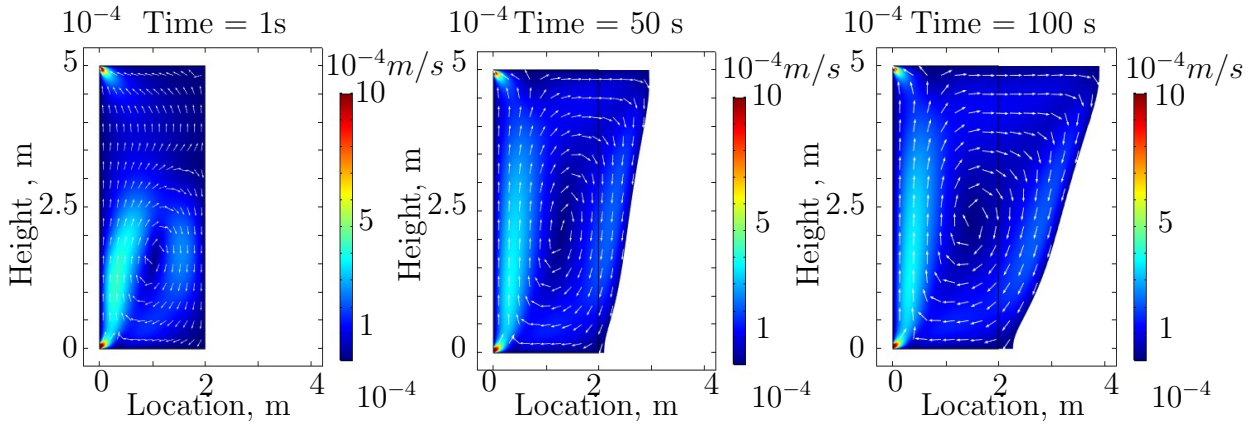 10^-4 Time = 1s
10^-4 Time = 50 s
10^-4 Time = 100 s
10^-4 m/s
10^-4 m/s
10^-4 m/s
5
10
5
10
5
10
Height , m
2.5
5
Height, m
2.5
5
Height, m
2.5
5
1
1
1
0
0
0
0 2 4
0 2 4
0 2 4
10^-4
10^-4
10^-4
Location, m
Location, m
Location, m